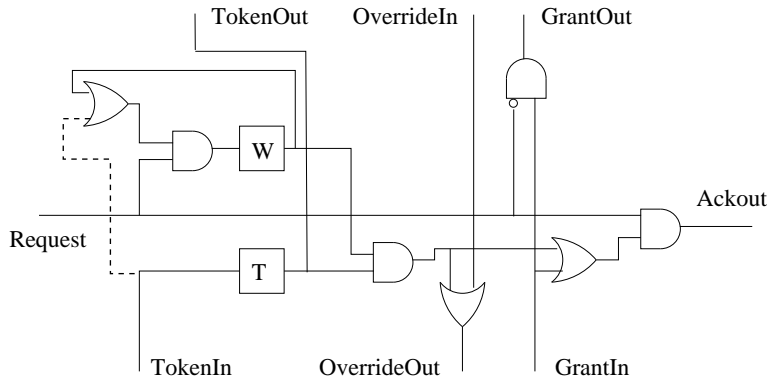 TokenOut
OverrideIn
GrantOut
W
Ackout
Request
T
TokenIn
OverrideOut
GrantIn